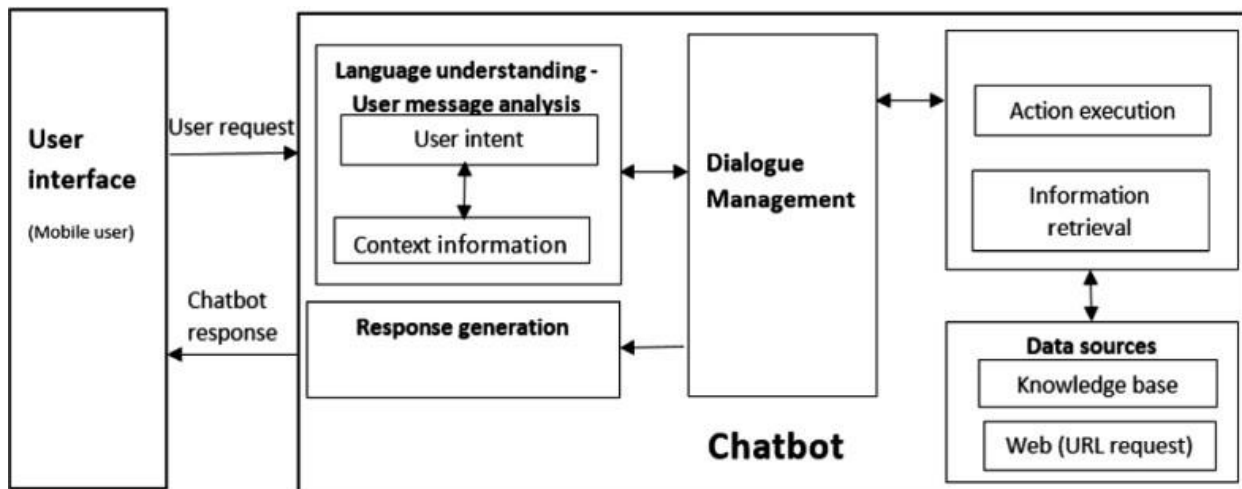 User
interface
(Mobile user)
User request
Chatbot
response
Language understanding -
User message analysis
User intent
Context information
Response generation
Dialogue
Management
Action execution
Information
retrieval
Data sources
Knowledge base
Web (URL request)
Chatbot